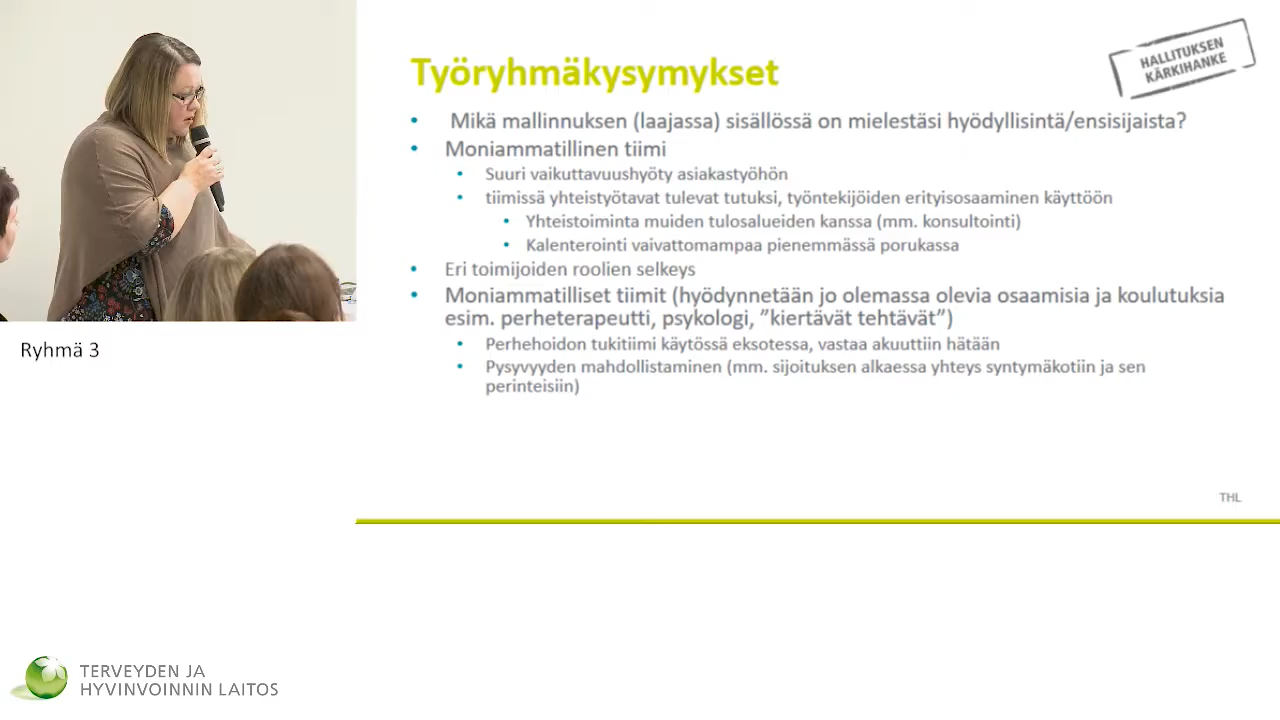 HALLITUKSEN
KÄRKIHANKE
Työryhmäkysymykset
• Mikä mallinnuksen (laajassa) sisällössä on mielestäsi hyödyllisintä/ensisijaista?
• Moniammatillinen tiimi
• Suuri vaikuttavuushyöty asiakastyöhön
• tiimissä yhteistyötavat tulevat tutuksi, työntekijöiden erityisosaaminen käyttöön
• Yhteistoiminta muiden tulosalueiden kanssa (mm. konsultointi)
• Kalenterointi vaivattomampaa pienemmässä porukassa
• Eri toimijoiden roolien selkeys
• Moniammatilliset tiimit (hyödynnetään jo olemassa olevia osaamisia ja koulutuksia
esim. perheterapeutti, psykologi, ”kiertävät tehtävät”)
• Perhehoidon tukitiimi käytössä eksotessa, vastaa akuuttiin hätään
• Pysyvyyden mahdollistaminen (mm. sijoituksen alkaessa yhteys syntymäkotiin ja sen
perinteisiin)
THL
Ryhmä 3
TERVEYDEN JA
HYVINVOINNIN LAITOS